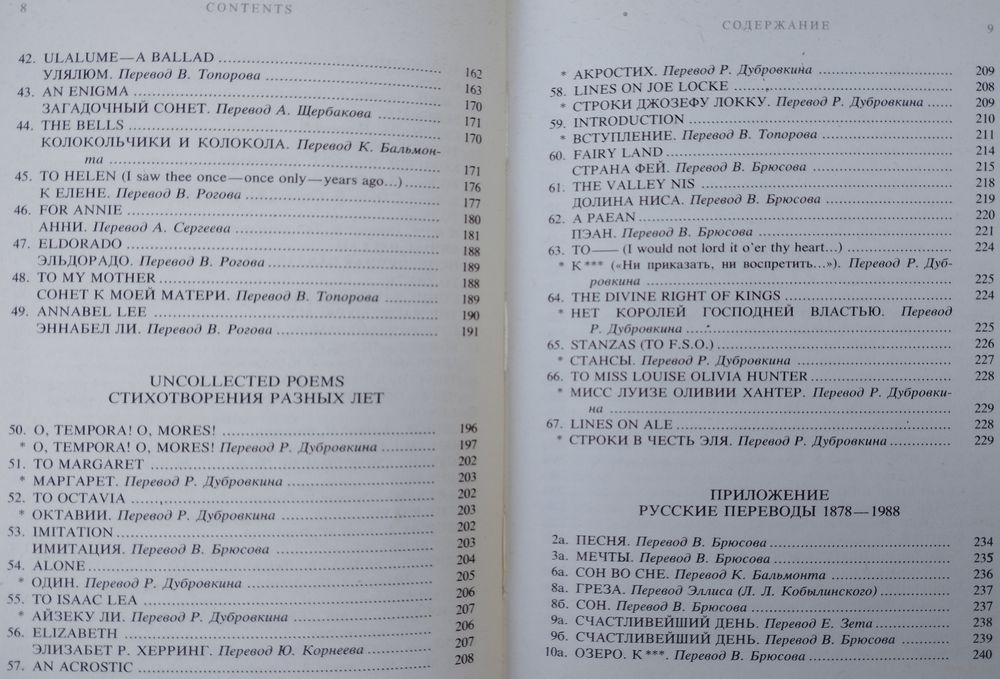 8 CONTENTS
42. ULALUME—A BALLAD
УЛЯЛЮМ. Перевод В. Топорова 162
43. AN ENIGMA 163
ЗАГАДОЧНЫЙ СОНЕТ. Перевод А. Щербакова 170
44. THE BELLS 171
КОЛОКОЛЬЧИКИ И КОЛОКОЛА. Перевод К. Бальмон- 170
та 171
45. TO HELEN (I saw thee once—once only—years ago...) 176
К ЕЛЕНЕ. Перевод В. Рогова 177
46. FOR ANNIE 180
АННИ. Перевод А. Сергеева 181
47. ELDORADO 188
ЭЛЬДОРАДО. Перевод В. Рогова 189
48. TO MY MOTHER 188
СОНЕТ К МОЕЙ МАТЕРИ. Перевод В. Топорова 189
49. ANNABEL LEE 190
ЭННАБЕЛ ЛИ. Перевод В. Рогова 191
UNCOLLECTED POEMS
СТИХОТВОРЕНИЯ РАЗНЫХ ЛЕТ
50. O, TEMPORA! O, MORES! 196
* O, TEMPORA! O, MORES! Перевод Р. Дубровкина 197
51. TO MARGARET 202
* МАРГАРЕТ. Перевод Р. Дубровкина 203
52. TO OCTAVIA 202
* ОКТАВИИ. Перевод Р. Дубровкина 203
53. IMITATION 202
ИМИТАЦИЯ. Перевод В. Брюсова 203
54. ALONE 204
* ОДИН. Перевод Р. Дубровкина 205
55. TO ISAAC LEA 206
* АЙЗЕКУ ЛИ. Перевод Р. Дубровкина 207
56. ELIZABETH 206
ЭЛИЗАБЕТ Р. ХЕРРИНГ. Перевод Ю. Корнеева 207
57. AN ACROSTIC 208
СОДЕРЖАНИЕ 9
* АКРОСТИХ. Перевод Р. Дубровкина 209
58. LINES ON JOE LOCKE 208
* СТРОКИ ДЖОЗЕФУ ЛОККУ. Перевод Р. Дубровкина 209
59. INTRODUCTION 210
* ВСТУПЛЕНИЕ. Перевод В. Топорова 211
60. FAIRY LAND 214
СТРАНА ФЕЙ. Перевод В. Брюсова 215
61. THE VALLEY NIS 218
ДОЛИНА НИСА. Перевод В. Брюсова 219
62. A PAEAN 220
ПЭАН. Перевод В. Брюсова 221
63. TO—— (I would not lord it o'er thy heart...) 224
* К*** («Ни приказать, ни воспретить...»). Перевод Р. Дуб-
ровкина 225
64. THE DIVINE RIGHT OF KINGS 224
* НЕТ КОРОЛЕЙ ГОСПОДНЕЙ ВЛАСТЬЮ. Перевод
Р. Дубровкина 225
65. STANZAS (TO F.S.O.) 226
* СТАНСЫ. Перевод Р. Дубровкина 227
66. TO MISS LOUISE OLIVIA HUNTER 228
* МИСС ЛУИЗЕ ОЛИВИИ ХАНТЕР. Перевод Р. Дубровки-
на 229
67. LINES ON ALE 228
* СТРОКИ В ЧЕСТЬ ЭЛЯ. Перевод Р. Дубровкина 229
ПРИЛОЖЕНИЕ
РУССКИЕ ПЕРЕВОДЫ 1878—1988
2а. ПЕСНЯ. Перевод В. Брюсова 234
3а. МЕЧТЫ. Перевод В. Брюсова 235
6а. СОН ВО СНЕ. Перевод К. Бальмонта 236
8а. ГРЕЗА. Перевод Эллиса (Л. Л. Кобылинского) 237
8б. СОН. Перевод В. Брюсова 237
9а. СЧАСТЛИВЕЙШИЙ ДЕНЬ. Перевод Е. Зета 238
9б. СЧАСТЛИВЕЙШИЙ ДЕНЬ. Перевод В. Брюсова 239
10а. ОЗЕРО. К***. Перевод В. Брюсова 240